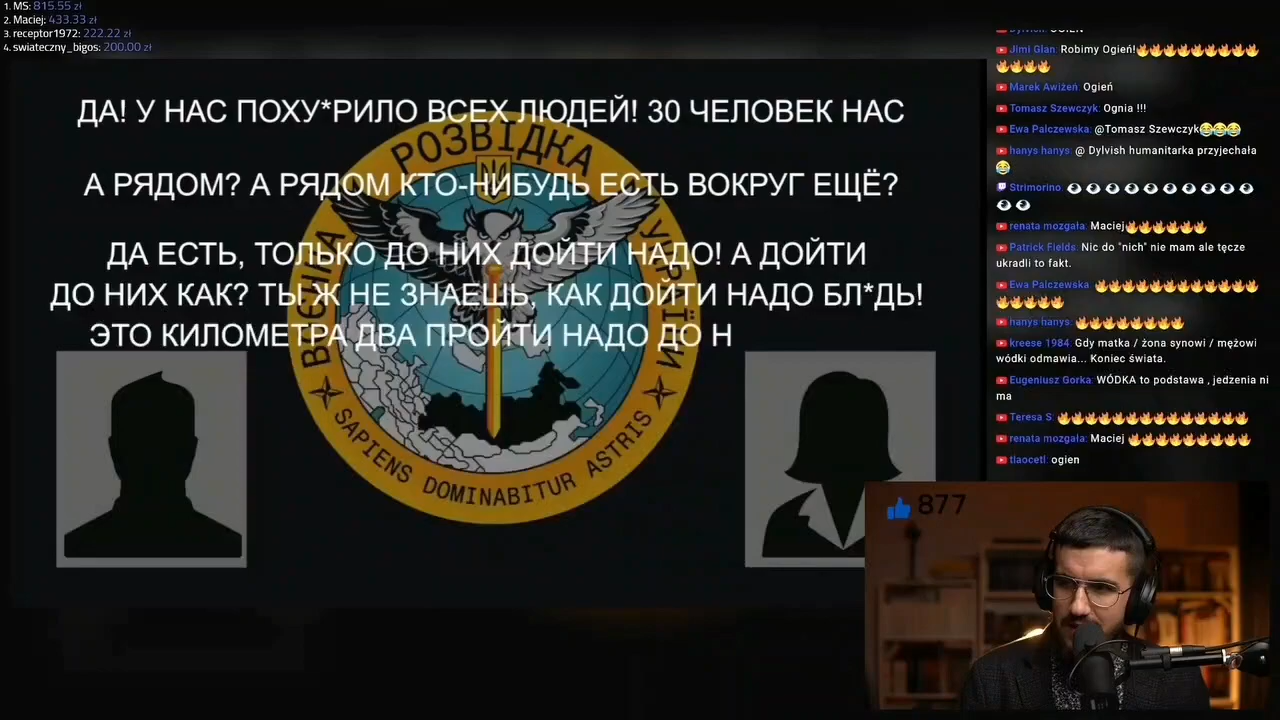 1. MS: 815.55 zł
2. Maciej: 433.33 zł
3. receptor1972: 222.22 zł
4. swiateczny_bigos: 200.00 zł
ДА! У НАС ПОХУ*РИЛО ВСЕХ ЛЮДЕЙ! 30 ЧЕЛОВЕК НАС
А РЯДОМ? А РЯДОМ КТО-НИБУДЬ ЕСТЬ ВОКРУГ ЕЩЁ?
ДА ЕСТЬ, ТОЛЬКО ДО НИХ ДОЙТИ НАДО! А ДОЙТИ
ДО НИХ КАК? ТЫ Ж НЕ ЗНАЕШЬ, КАК ДОЙТИ НАДО БЛ*ДЬ!
ЭТО КИЛОМЕТРА ДВА ПРОЙТИ НАДО ДО Н
ВОЄННА РОЗВІДКА УКРАЇНИ
SAPIENS DOMINABITUR ASTRIS
Dylvish: OGIEŃ
Jimi Glan: Robimy Ogień!🔥🔥🔥🔥🔥🔥🔥🔥🔥
🔥🔥🔥🔥
Marek Awiżeń: Ogień
Tomasz Szewczyk: Ognia !!!
Ewa Palczewska: @Tomasz Szewczyk😂😂😂
hanys hanys: @ Dylvish humanitarka przyjechała
😂
Strimorino: 👁👁👁👁👁👁👁👁👁👁
👁👁
renata mozgała: Maciej🔥🔥🔥🔥🔥🔥
Patrick Fields: Nic do "nich" nie mam ale tęcze
ukradli to fakt.
Ewa Palczewska: 🔥🔥🔥🔥🔥🔥🔥🔥🔥🔥🔥🔥
🔥🔥🔥🔥🔥
hanys hanys: 🔥🔥🔥🔥🔥🔥🔥🔥
kreese 1984: Gdy matka / żona synowi / mężowi
wódki odmawia... Koniec świata.
Eugeniusz Gorka: WÓDKA to podstawa , jedzenia ni
ma
Teresa S: 🔥🔥🔥🔥🔥🔥🔥🔥🔥🔥🔥🔥🔥🔥
renata mozgała: Maciej 🔥🔥🔥🔥🔥🔥🔥🔥🔥
tlaocetl: ogien
877